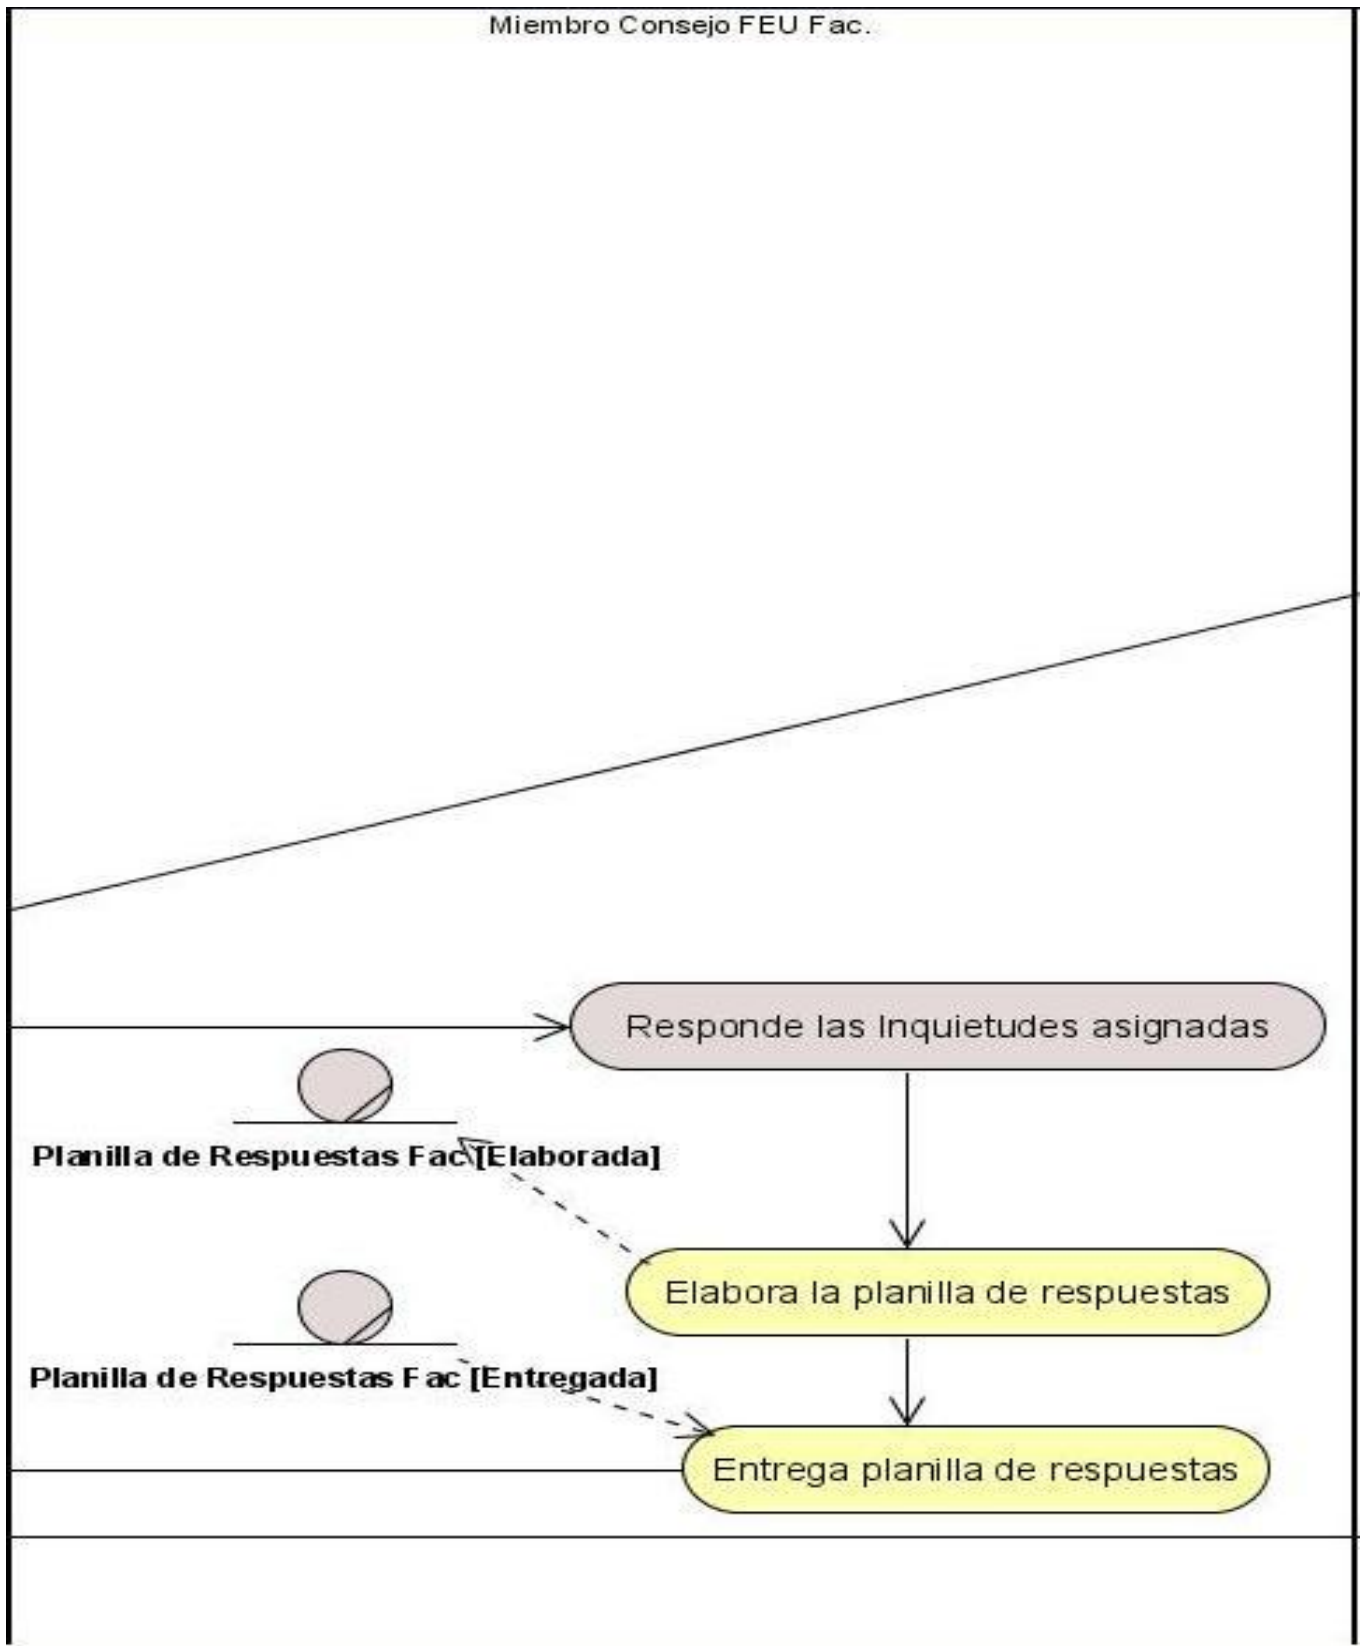 Miembro Consejo FEU Fac.
Responde las Inquietudes asignadas
Planilla de Respuestas Fac [Elaborada]
Elabora la planilla de respuestas
Planilla de Respuestas Fac [Entregada]
Entrega planilla de respuestas